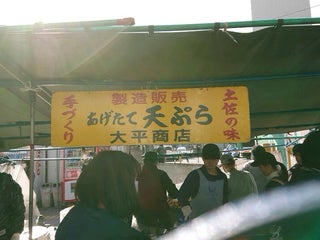 手づくり
製造販売
あげたて天ぷら
大平商店
土佐の味